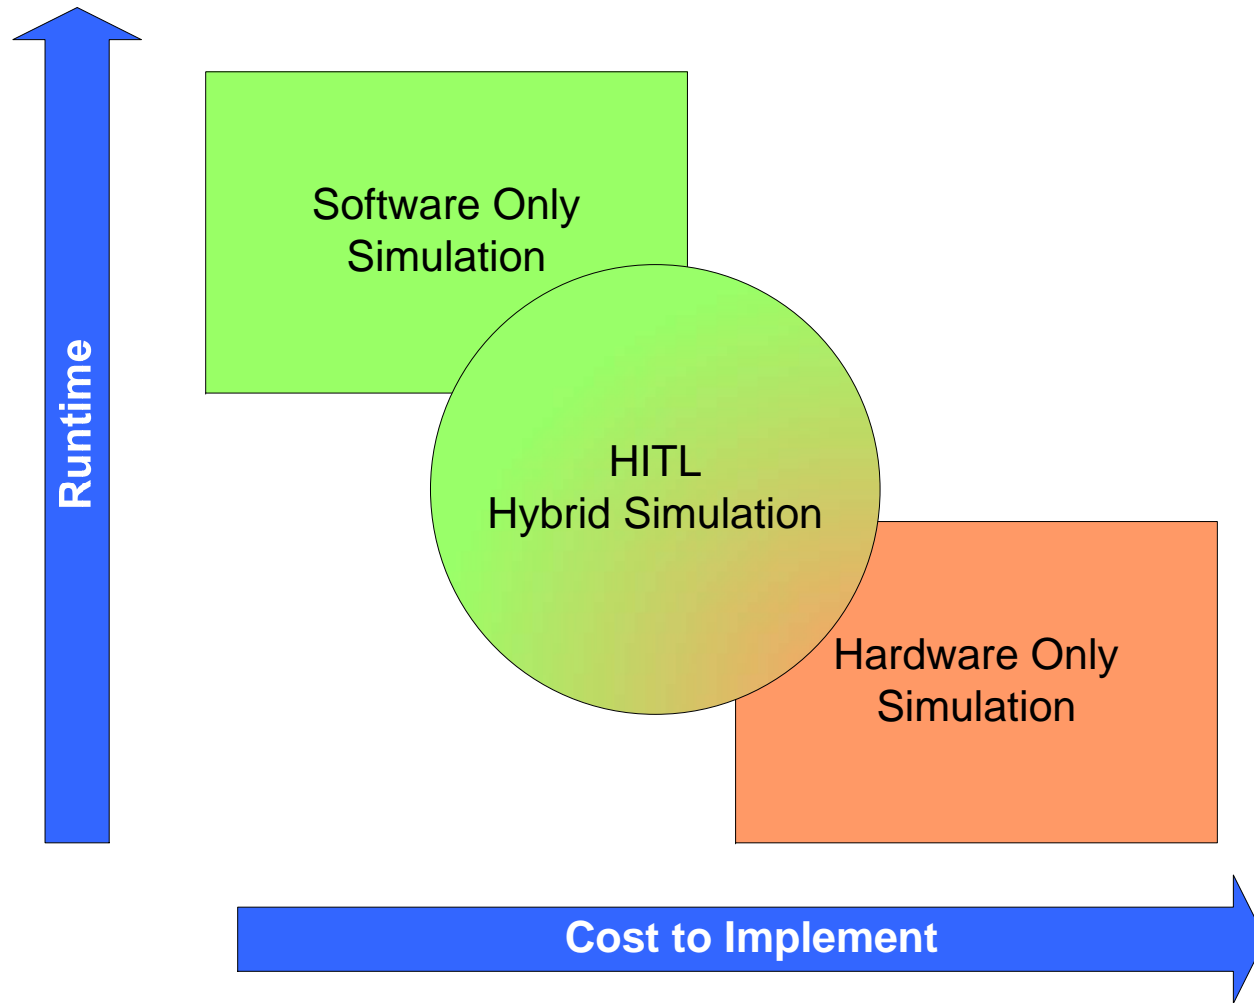 Software Only
Simulation
Runtime
HITL
Hybrid Simulation
Hardware Only
Simulation
Cost to Implement